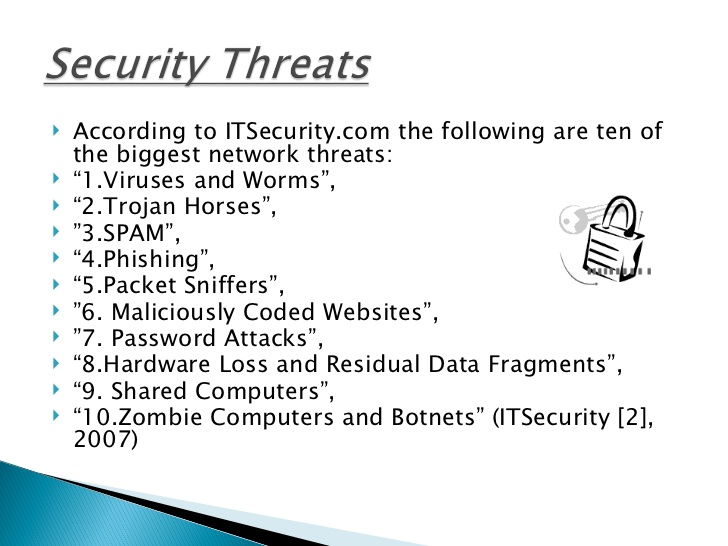 Security Threats
According to ITSecurity.com the following are ten of
the biggest network threats:
“1.Viruses and Worms”,
“2.Trojan Horses”,
”3.SPAM”,
“4.Phishing”,
“5.Packet Sniffers”,
”6. Maliciously Coded Websites”,
”7. Password Attacks”,
“8.Hardware Loss and Residual Data Fragments”,
“9. Shared Computers”,
“10.Zombie Computers and Botnets” (ITSecurity [2],
2007)